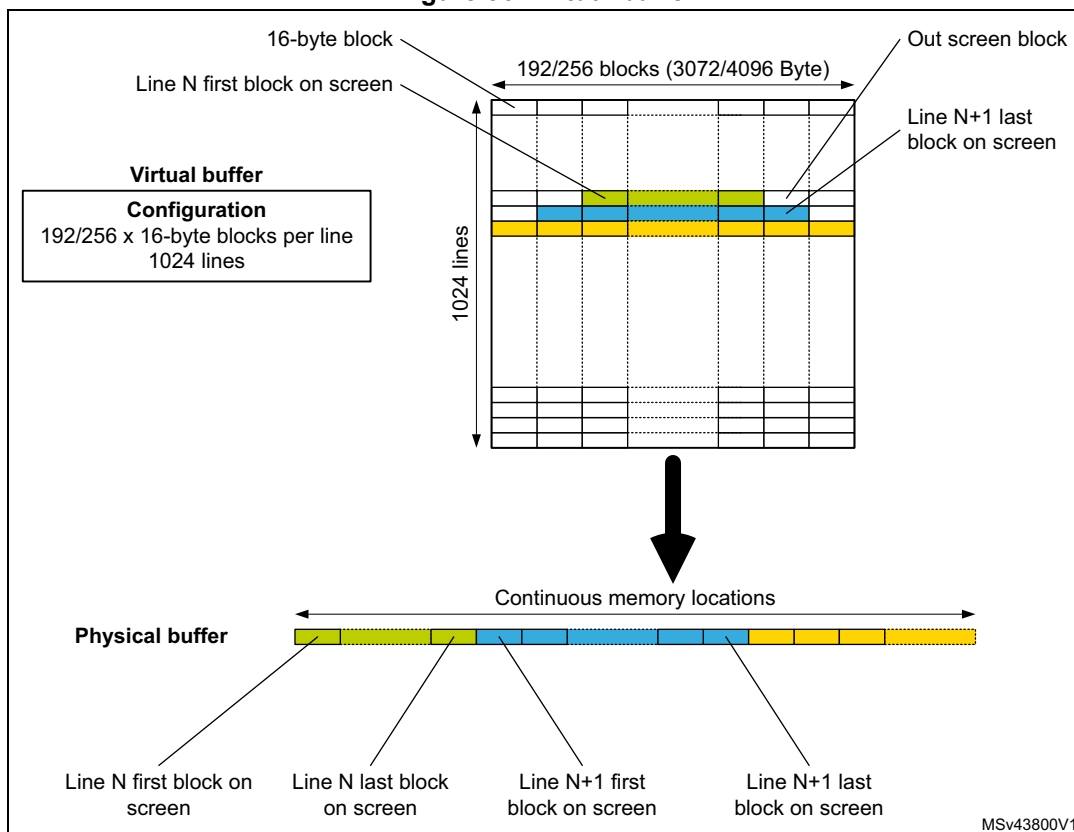 16-byte block
Out screen block
192/256 blocks (3072/4096 Byte)
Line N first block on screen
Line N+1 last
block on screen
Virtual buffer
Configuration
192/256 x 16-byte blocks per line
1024 lines
1024 lines
Continuous memory locations
Physical buffer
Line N first block on
screen
Line N last block
on screen
Line N+1 first
block on screen
Line N+1 last
block on screen
MSv43800V1